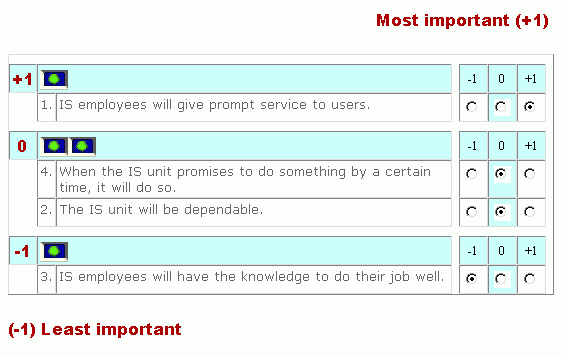 Most important (+1)
+1 -1 0 +1
1. IS employees will give prompt service to users.
0 -1 0 +1
4. When the IS unit promises to do something by a certain
time, it will do so.
2. The IS unit will be dependable.
-1 -1 0 +1
3. IS employees will have the knowledge to do their job well.
(-1) Least important